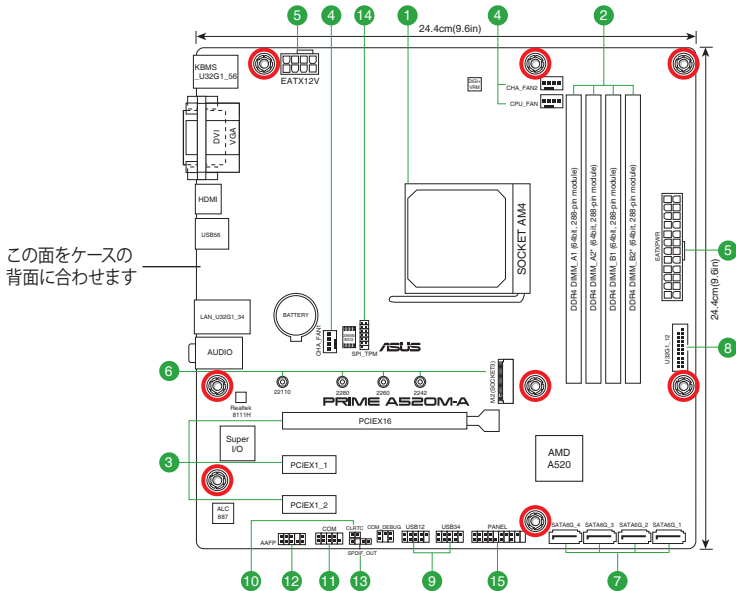 5
4
14
1
4
2
24.4cm(9.6in)
KBMS
_U32G1_56
EATX12V
DIGI+
VRM
CHA_FAN2
CPU_FAN
DVI
VGA
HDMI
USB56
SOCKET AM4
DDR4 DIMM_A1 (64bit, 288-pin module)
DDR4 DIMM_A2* (64bit, 288-pin module)
DDR4 DIMM_B1 (64bit, 288-pin module)
DDR4 DIMM_B2* (64bit, 288-pin module)
EATXPWR
5
24.4cm(9.6in)
この面をケースの
背面に合わせます
LAN_U32G1_34
BATTERY
CHA_FAN1
SPI_TPM
ASUS
U32G1_12
8
AUDIO
6
M.2(SOCKET3)
22110
2280
2260
2242
PRIME A520M-A
Realtek
8111H
PCIEX16
Super
I/O
AMD
A520
3
PCIEX1_1
PCIEX1_2
ALC
887
AAFP
COM
CLRTC
SPDIF_OUT
COM_DEBUG
USB12
USB34
PANEL
SATA6G_4
SATA6G_3
SATA6G_2
SATA6G_1
10
12
11
13
9
15
7